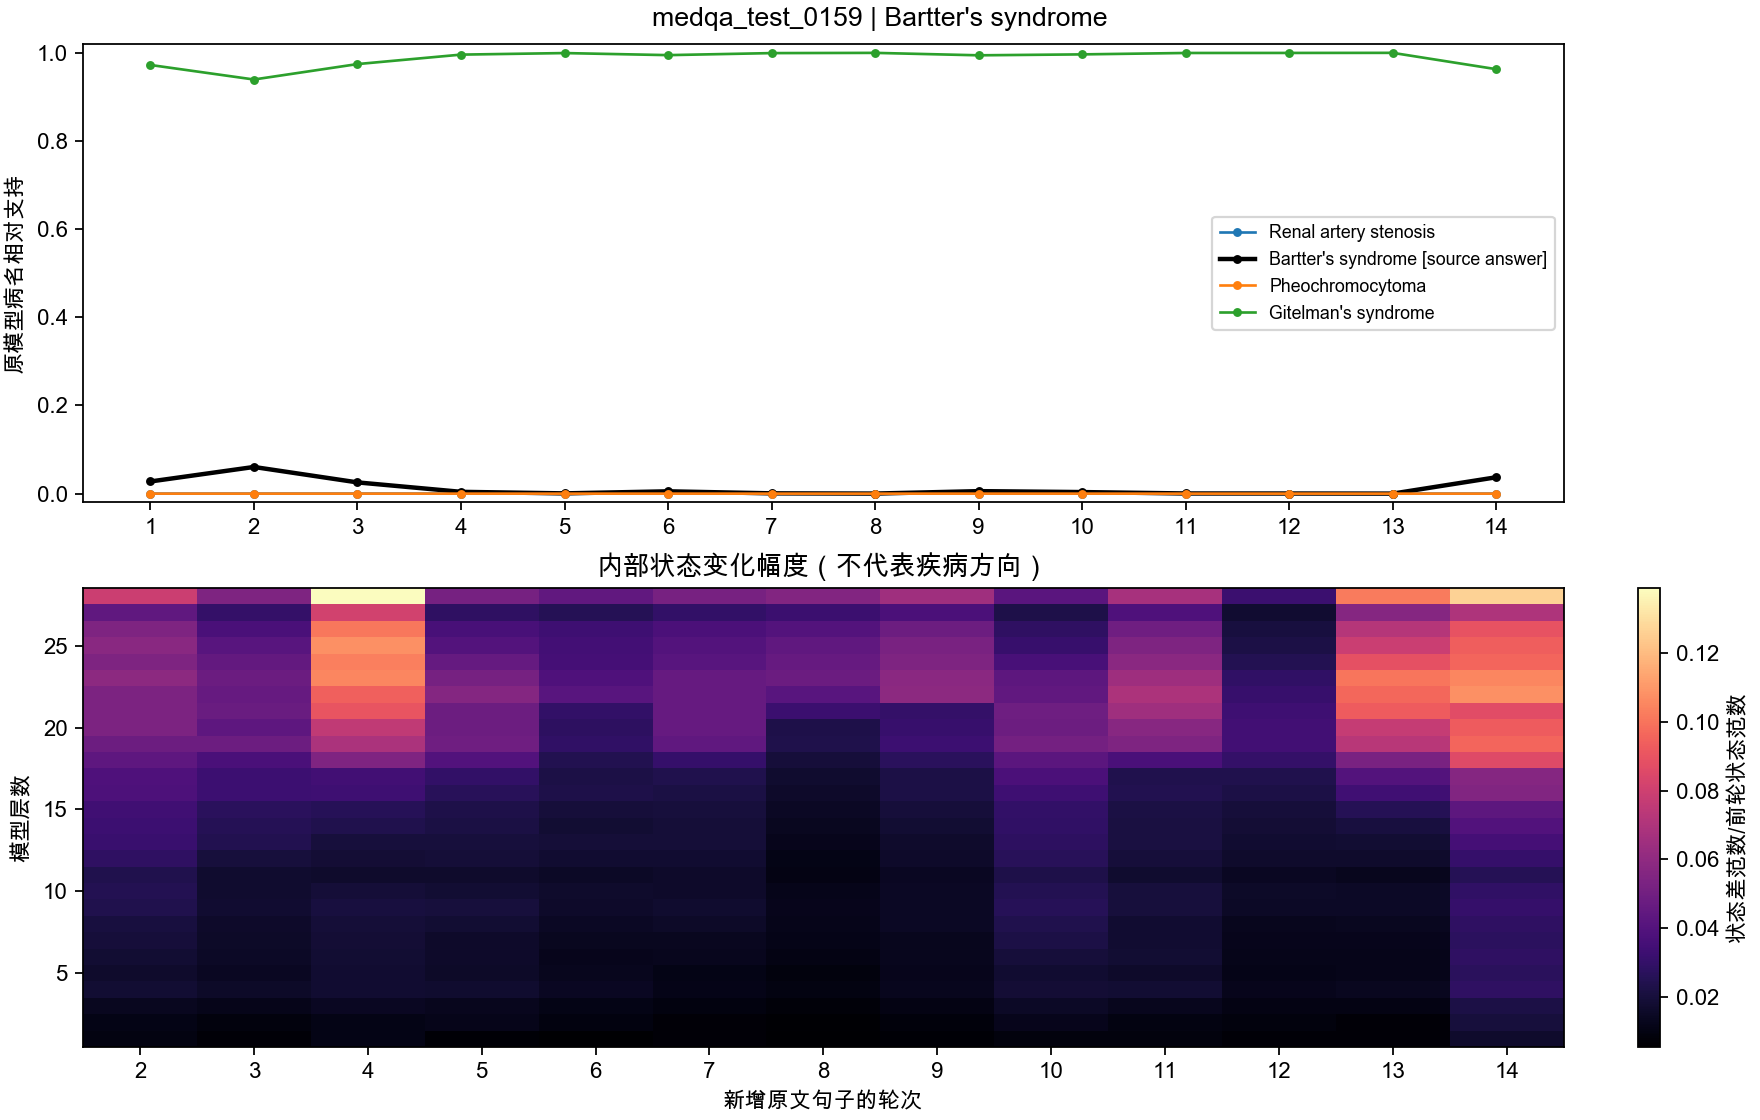 medqa_test_0159 | Bartter's syndrome
原模型病名相对支持
1.0
0.8
0.6
0.4
0.2
0.0
Renal artery stenosis
Bartter's syndrome [source answer]
Pheochromocytoma
Gitelman's syndrome
1 2 3 4 5 6 7 8 9 10 11 12 13 14
内部状态变化幅度（不代表疾病方向）
模型层数
25
20
15
10
5
2 3 4 5 6 7 8 9 10 11 12 13 14
新增原文句子的轮次
0.12
0.10
0.08
0.06
0.04
0.02
状态差范数/前轮状态范数